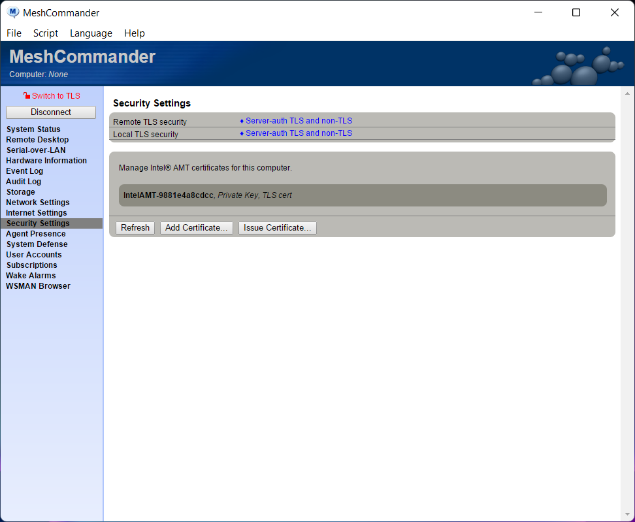 MeshCommander
File Script Language Help
MeshCommander
Computer: None
Switch to TLS
Disconnect
System Status
Remote Desktop
Serial-over-LAN
Hardware Information
Event Log
Audit Log
Storage
Network Settings
Internet Settings
Security Settings
Agent Presence
System Defense
User Accounts
Subscriptions
Wake Alarms
WSMAN Browser
Security Settings
Remote TLS security ♦ Server-auth TLS and non-TLS
Local TLS security ♦ Server-auth TLS and non-TLS
Manage Intel® AMT certificates for this computer.
IntelAMT-9881e4a8cdcc, Private Key, TLS cert
Refresh Add Certificate... Issue Certificate...